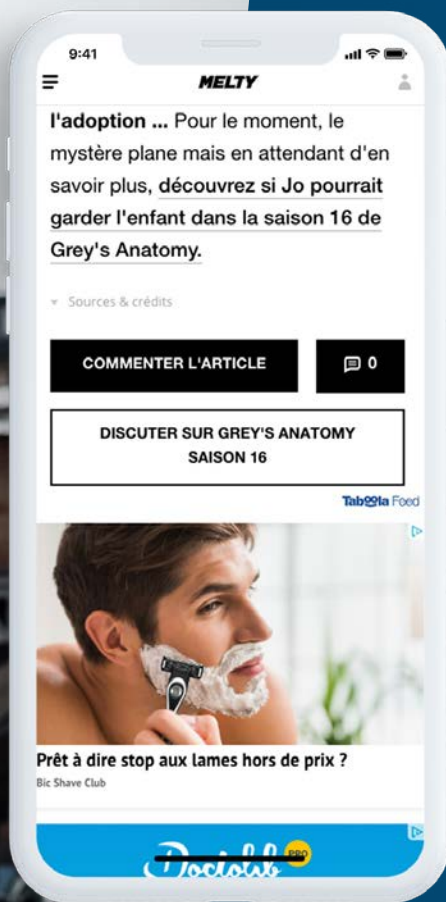 9:41
MELTY
l'adoption ... Pour le moment, le
mystère plane mais en attendant d'en
savoir plus, découvrez si Jo pourrait
garder l'enfant dans la saison 16 de
Grey's Anatomy.
Sources & crédits
COMMENTER L'ARTICLE
0
DISCUTER SUR GREY'S ANATOMY
SAISON 16
Taboola Feed
Prêt à dire stop aux lames hors de prix ?
Bic Shave Club
Doctolib PRO